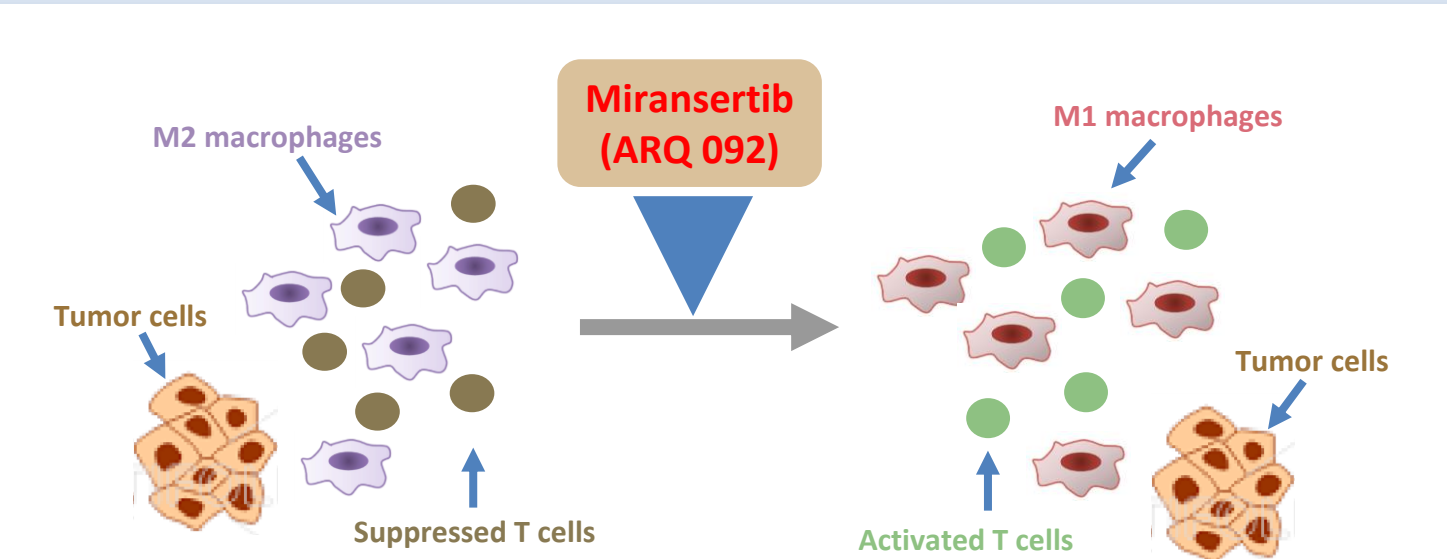 Miransertib
(ARQ 092)
M2 macrophages
M1 macrophages
Tumor cells
Tumor cells
Suppressed T cells
Activated T cells